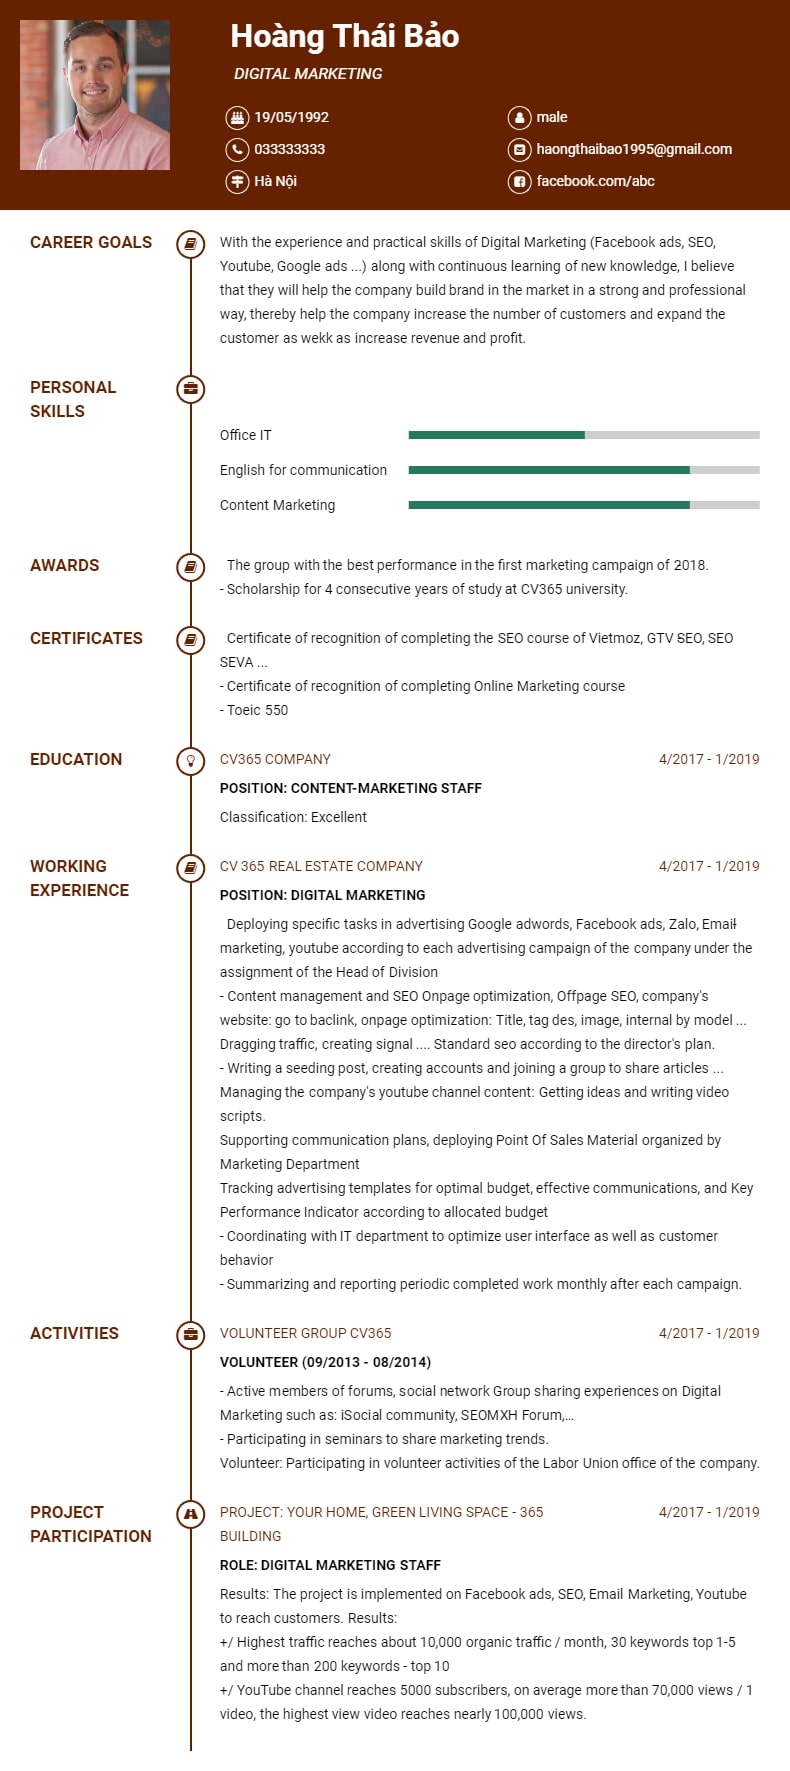 Hoàng Thái Bảo
DIGITAL MARKETING
19/05/1992
male
033333333
haongthaibao1995@gmail.com
Hà Nội
facebook.com/abc
CAREER GOALS
With the experience and practical skills of Digital Marketing (Facebook ads, SEO,
Youtube, Google ads ...) along with continuous learning of new knowledge, I believe
that they will help the company build brand in the market in a strong and professional
way, thereby help the company increase the number of customers and expand the
customer as wekk as increase revenue and profit.
PERSONAL
SKILLS
Office IT
English for communication
Content Marketing
AWARDS
The group with the best performance in the first marketing campaign of 2018.
- Scholarship for 4 consecutive years of study at CV365 university.
CERTIFICATES
Certificate of recognition of completing the SEO course of Vietmoz, GTV SEO, SEO
SEVA ...
- Certificate of recognition of completing Online Marketing course
- Toeic 550
EDUCATION
CV365 COMPANY
4/2017 - 1/2019
POSITION: CONTENT-MARKETING STAFF
Classification: Excellent
WORKING
EXPERIENCE
CV 365 REAL ESTATE COMPANY
4/2017 - 1/2019
POSITION: DIGITAL MARKETING
Deploying specific tasks in advertising Google adwords, Facebook ads, Zalo, Email
marketing, youtube according to each advertising campaign of the company under the
assignment of the Head of Division
- Content management and SEO Onpage optimization, Offpage SEO, company's
website: go to baclink, onpage optimization: Title, tag des, image, internal by model ...
Dragging traffic, creating signal .... Standard seo according to the director's plan.
- Writing a seeding post, creating accounts and joining a group to share articles ...
Managing the company's youtube channel content: Getting ideas and writing video
scripts.
Supporting communication plans, deploying Point Of Sales Material organized by
Marketing Department
Tracking advertising templates for optimal budget, effective communications, and Key
Performance Indicator according to allocated budget
- Coordinating with IT department to optimize user interface as well as customer
behavior
- Summarizing and reporting periodic completed work monthly after each campaign.
ACTIVITIES
VOLUNTEER GROUP CV365
4/2017 - 1/2019
VOLUNTEER (09/2013 - 08/2014)
- Active members of forums, social network Group sharing experiences on Digital
Marketing such as: iSocial community, SEOMXH Forum,...
- Participating in seminars to share marketing trends.
Volunteer: Participating in volunteer activities of the Labor Union office of the company.
PROJECT
PARTICIPATION
PROJECT: YOUR HOME, GREEN LIVING SPACE - 365
BUILDING
4/2017 - 1/2019
ROLE: DIGITAL MARKETING STAFF
Results: The project is implemented on Facebook ads, SEO, Email Marketing, Youtube
to reach customers. Results:
+/ Highest traffic reaches about 10,000 organic traffic / month, 30 keywords top 1-5
and more than 200 keywords - top 10
+/ YouTube channel reaches 5000 subscribers, on average more than 70,000 views / 1
video, the highest view video reaches nearly 100,000 views.